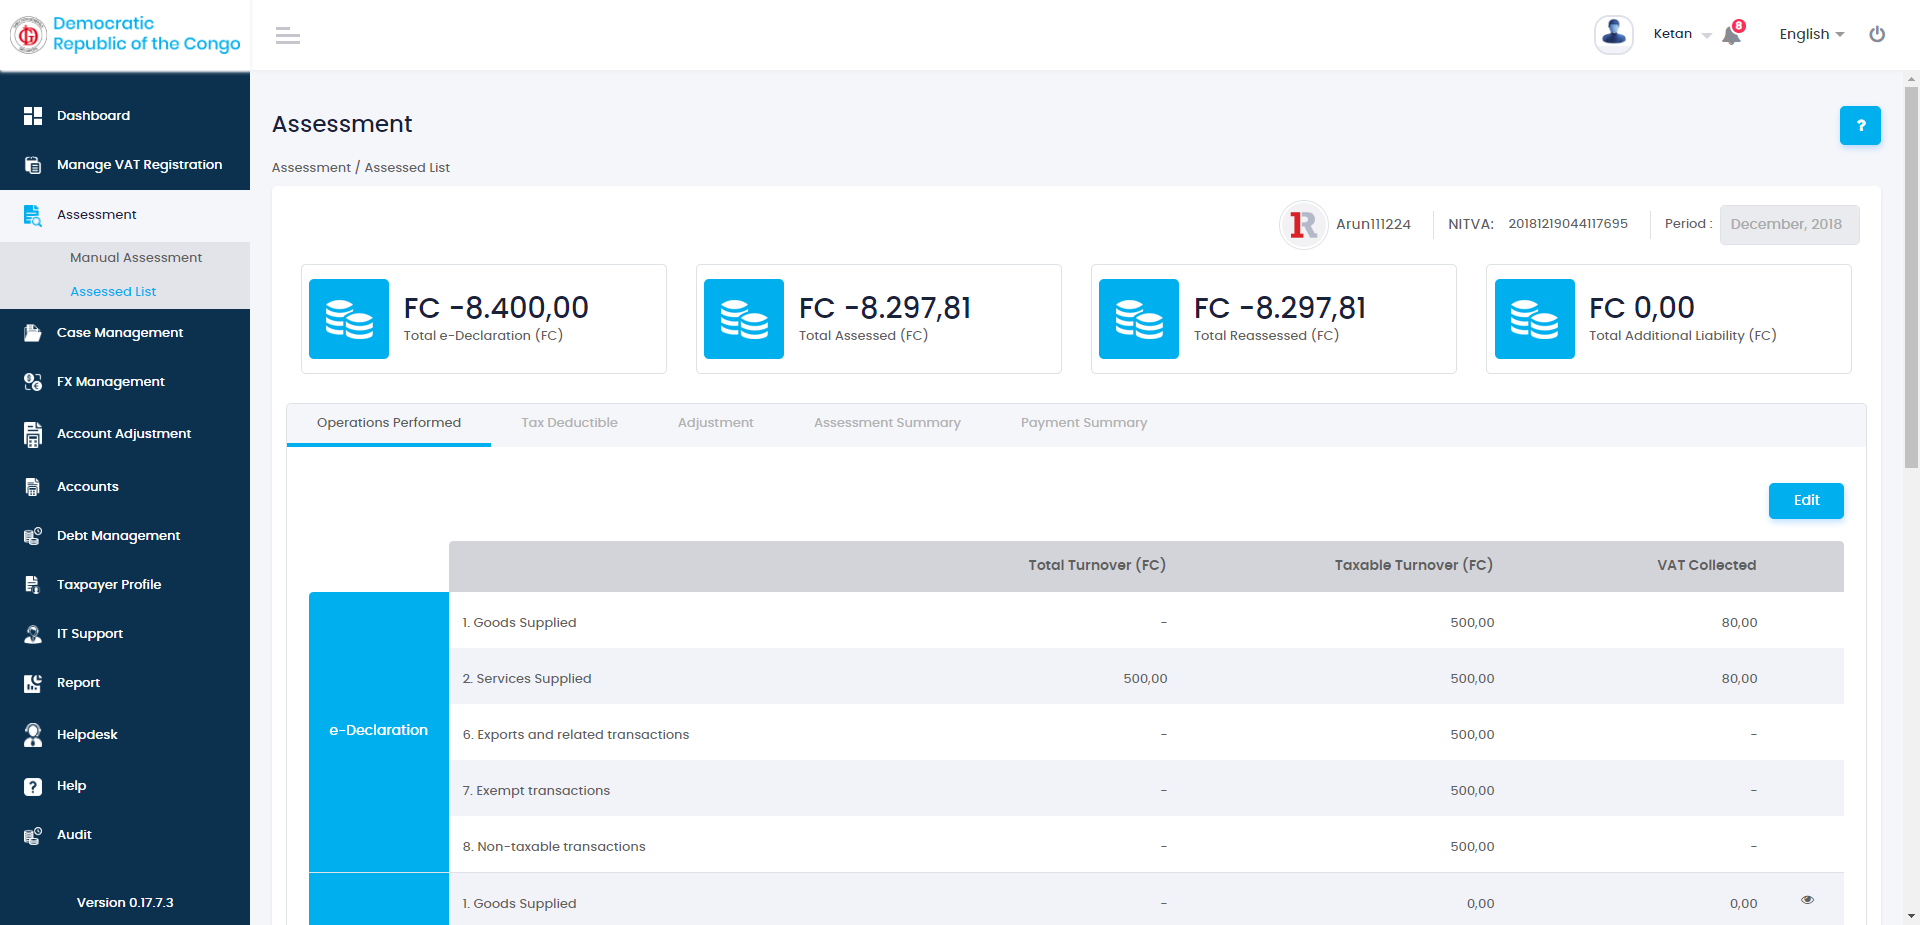 Democratic
Republic of the Congo
Ketan
8
English
Dashboard
Manage VAT Registration
Assessment
Manual Assessment
Assessed List
Case Management
FX Management
Account Adjustment
Accounts
Debt Management
Taxpayer Profile
IT Support
Report
Helpdesk
Help
Audit
Version 0.17.7.3
Assessment
?
Assessment / Assessed List
1R Arun111224 NITVA: 20181219044117695 Period : December, 2018
FC -8.400,00
Total e-Declaration (FC)
FC -8.297,81
Total Assessed (FC)
FC -8.297,81
Total Reassessed (FC)
FC 0,00
Total Additional Liability (FC)
Operations Performed Tax Deductible Adjustment Assessment Summary Payment Summary
Edit
Total Turnover (FC) Taxable Turnover (FC) VAT Collected
e-Declaration
1. Goods Supplied - 500,00 80,00
2. Services Supplied 500,00 500,00 80,00
6. Exports and related transactions - 500,00 -
7. Exempt transactions - 500,00 -
8. Non-taxable transactions - 500,00 -
1. Goods Supplied - 0,00 0,00